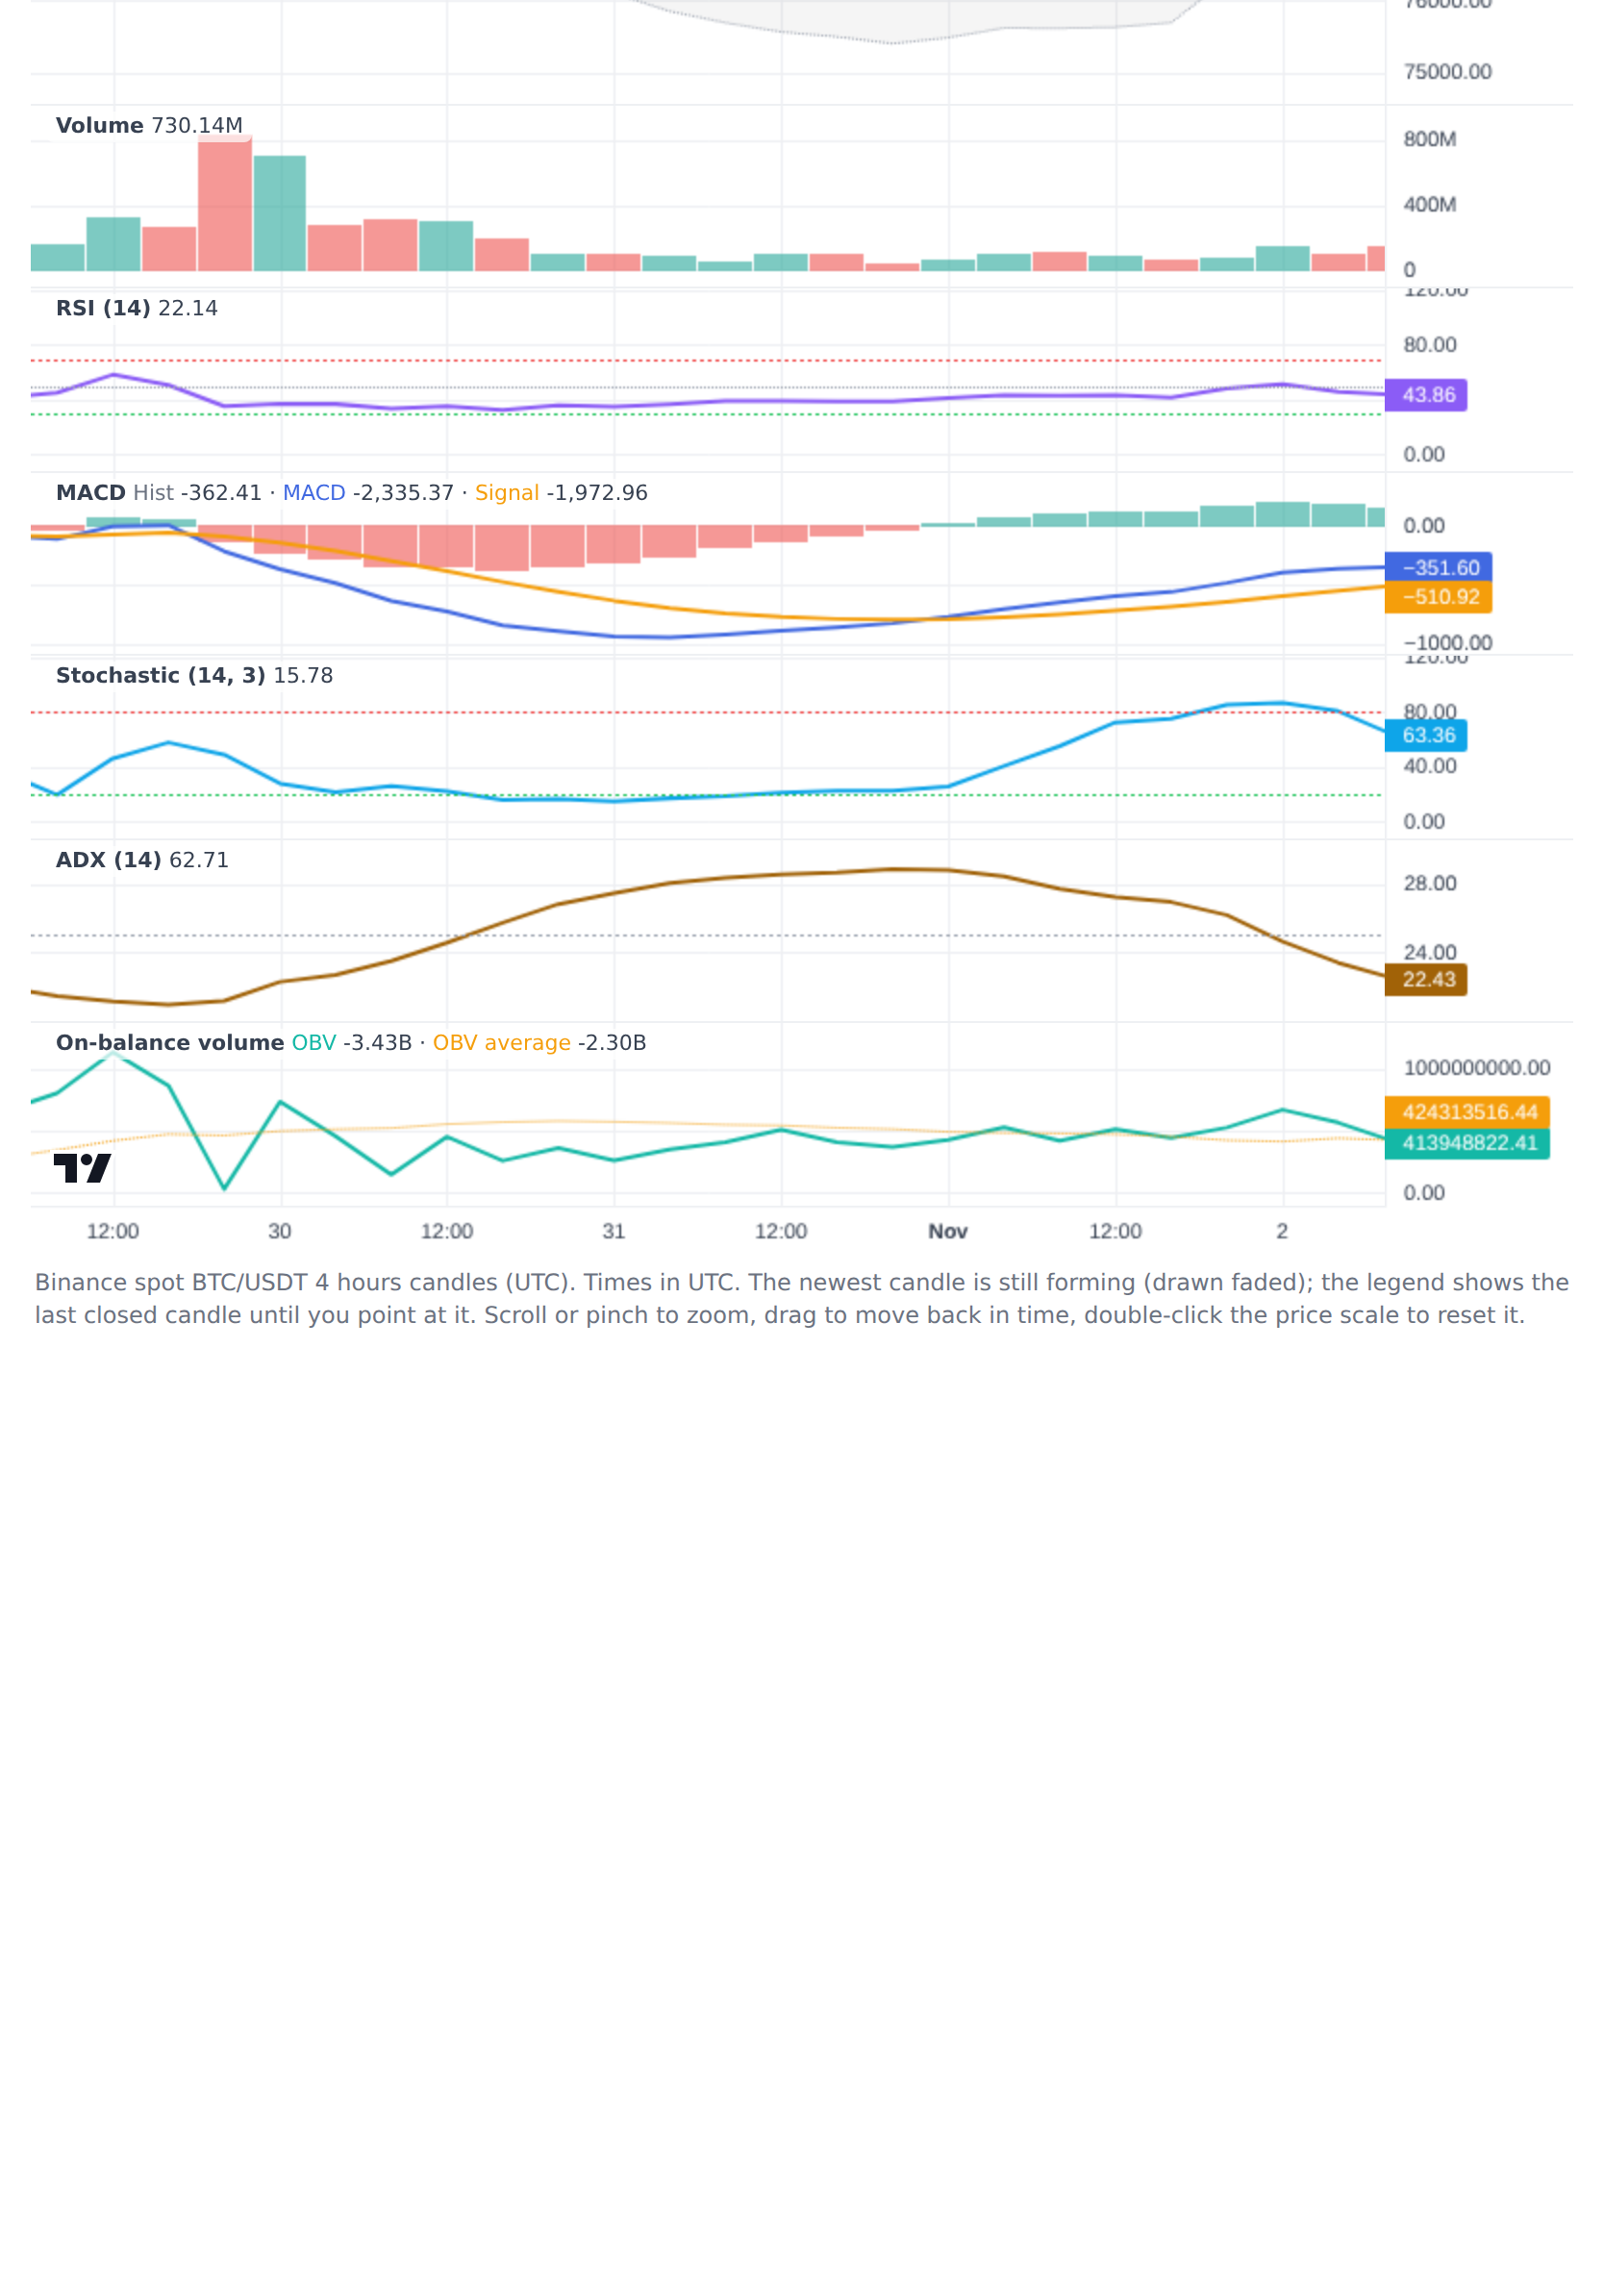 76000.00
75000.00
Volume 730.14M
800M
400M
0
120.00
RSI (14) 22.14
80.00
43.86
0.00
MACD Hist -362.41 · MACD -2,335.37 · Signal -1,972.96
0.00
−351.60
−510.92
−1000.00
120.00
Stochastic (14, 3) 15.78
80.00
63.36
40.00
0.00
ADX (14) 62.71
28.00
24.00
22.43
On-balance volume OBV -3.43B · OBV average -2.30B
1000000000.00
424313516.44
413948822.41
0.00
12:00 30 12:00 31 12:00 Nov 12:00 2
Binance spot BTC/USDT 4 hours candles (UTC). Times in UTC. The newest candle is still forming (drawn faded); the legend shows the
last closed candle until you point at it. Scroll or pinch to zoom, drag to move back in time, double-click the price scale to reset it.